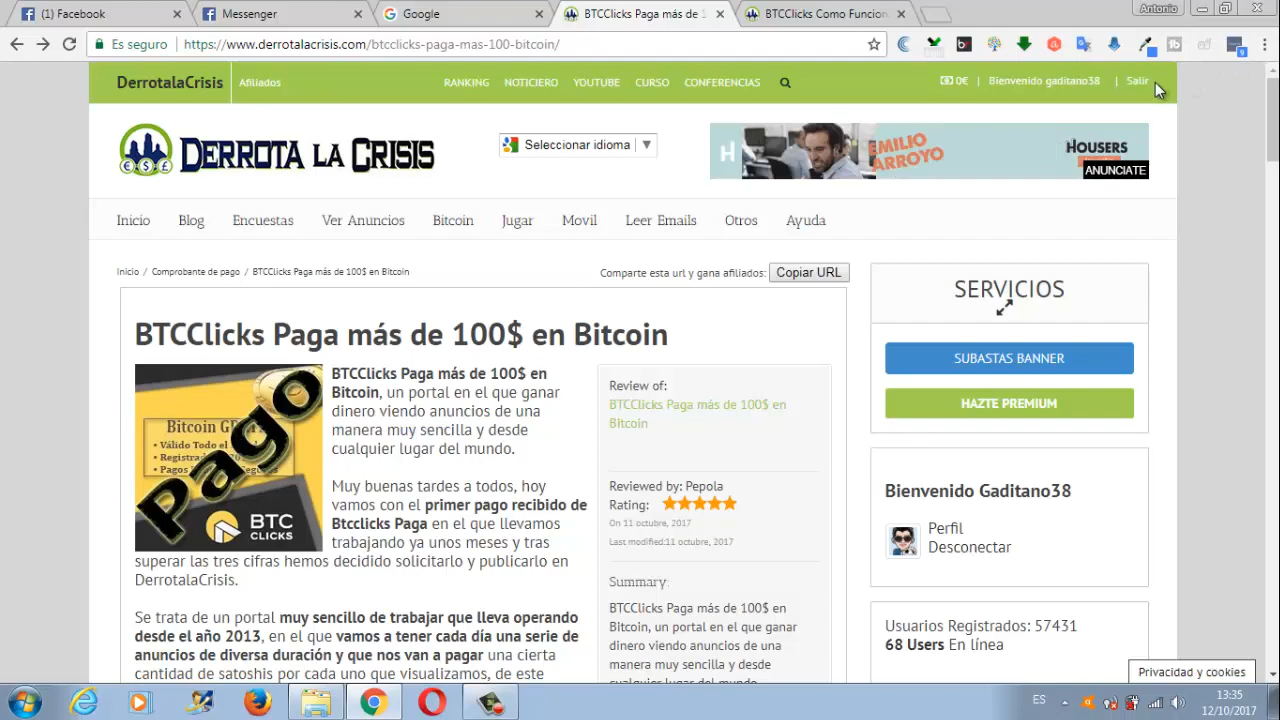 (1) Facebook
Messenger
Google
BTCClicks Paga más de 1
BTCClicks Como Funcion
Antonio
Es seguro
https://www.derrotalacrisis.com/btcclicks-paga-mas-100-bitcoin/
DerrotalaCrisis
Afiliados
RANKING
NOTICIERO
YOUTUBE
CURSO
CONFERENCIAS
0€ | Bienvenido gaditano38 | Salir
DERROTA LA CRISIS
Seleccionar idioma
H
EMILIO
ARROYO
HOUSERS
ANUNCIATE
Inicio
Blog
Encuestas
Ver Anuncios
Bitcoin
Jugar
Movil
Leer Emails
Otros
Ayuda
Inicio / Comprobante de pago / BTCClicks Paga más de 100$ en Bitcoin
Comparte esta url y gana afiliados:
Copiar URL
BTCClicks Paga más de 100$ en Bitcoin
Pago
BTC
CLICKS
BTCClicks Paga más de 100$ en
Bitcoin, un portal en el que ganar
dinero viendo anuncios de una
manera muy sencilla y desde
cualquier lugar del mundo.
Muy buenas tardes a todos, hoy
vamos con el primer pago recibido de
Btcclicks Paga en el que llevamos
trabajando ya unos meses y tras
superar las tres cifras hemos decidido solicitarlo y publicarlo en
DerrotalaCrisis.
Se trata de un portal muy sencillo de trabajar que lleva operando
desde el año 2013, en el que vamos a tener cada día una serie de
anuncios de diversa duración y que nos van a pagar una cierta
cantidad de satoshis por cada uno que visualizamos, de este
Review of:
BTCClicks Paga más de 100$ en
Bitcoin
Reviewed by: Pepola
Rating:
On 11 octubre, 2017
Last modified:11 octubre, 2017
Summary:
BTCClicks Paga más de 100$ en
Bitcoin, un portal en el que ganar
dinero viendo anuncios de una
manera muy sencilla y desde
SERVICIOS
SUBASTAS BANNER
HAZTE PREMIUM
Bienvenido Gaditano38
Perfil
Desconectar
Usuarios Registrados: 57431
68 Users En línea
Privacidad y cookies
ES
13:35
12/10/2017